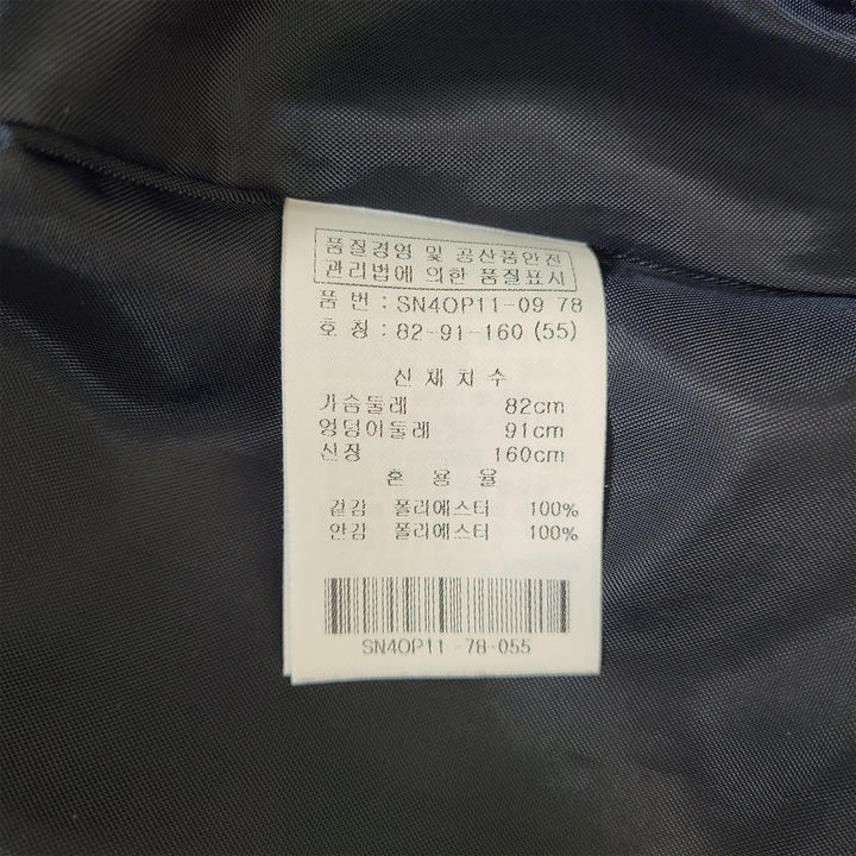 품질경영 및 공산품안전
관리법에 의한 품질표시
품 번 : SN4OP11-09 78
호 칭 : 82-91-160 (55)
신 체 치 수
가슴둘레 82cm
엉덩이둘레 91cm
신장 160cm
혼 용 율
겉감 폴리에스터 100%
안감 폴리에스터 100%
SN4OP11 -78-055